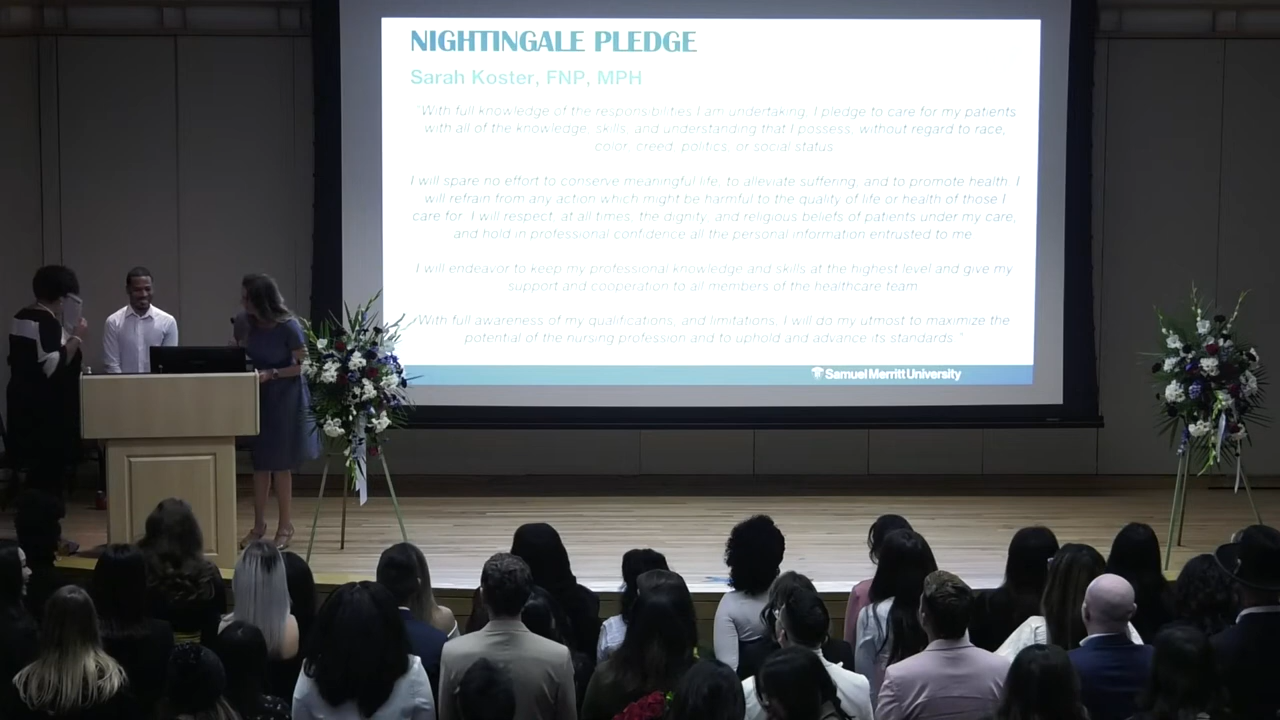 NIGHTINGALE PLEDGE
Sarah Koster, FNP, MPH
"With full knowledge of the responsibilities I am undertaking, I pledge to care for my patients
with all of the knowledge, skills, and understanding that I possess, without regard to race,
color, creed, politics, or social status.
I will spare no effort to conserve meaningful life, to alleviate suffering, and to promote health. I
will refrain from any action which might be harmful to the quality of life or health of those I
care for. I will respect, at all times, the dignity, and religious beliefs of patients under my care,
and hold in professional confidence all the personal information entrusted to me.
I will endeavor to keep my professional knowledge and skills at the highest level and give my
support and cooperation to all members of the healthcare team.
With full awareness of my qualifications, and limitations, I will do my utmost to maximize the
potential of the nursing profession and to uphold and advance its standards."
Samuel Merritt University